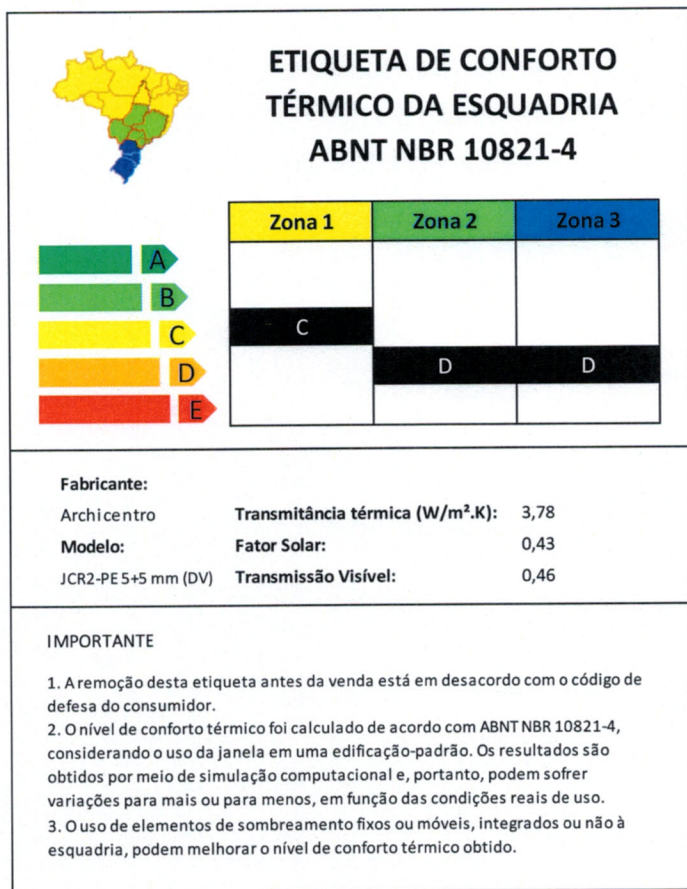 ETIQUETA DE CONFORTO
TÉRMICO DA ESQUADRIA
ABNT NBR 10821-4
Zona 1 Zona 2 Zona 3
A
B
C C
D D D
E
Fabricante:
Archicentro Transmitância térmica (W/m².K): 3,78
Modelo: Fator Solar: 0,43
JCR2-PE 5+5 mm (DV) Transmissão Visível: 0,46
IMPORTANTE
1. A remoção desta etiqueta antes da venda está em desacordo com o código de
defesa do consumidor.
2. O nível de conforto térmico foi calculado de acordo com ABNT NBR 10821-4,
considerando o uso da janela em uma edificação-padrão. Os resultados são
obtidos por meio de simulação computacional e, portanto, podem sofrer
variações para mais ou para menos, em função das condições reais de uso.
3. O uso de elementos de sombreamento fixos ou móveis, integrados ou não à
esquadria, podem melhorar o nível de conforto térmico obtido.